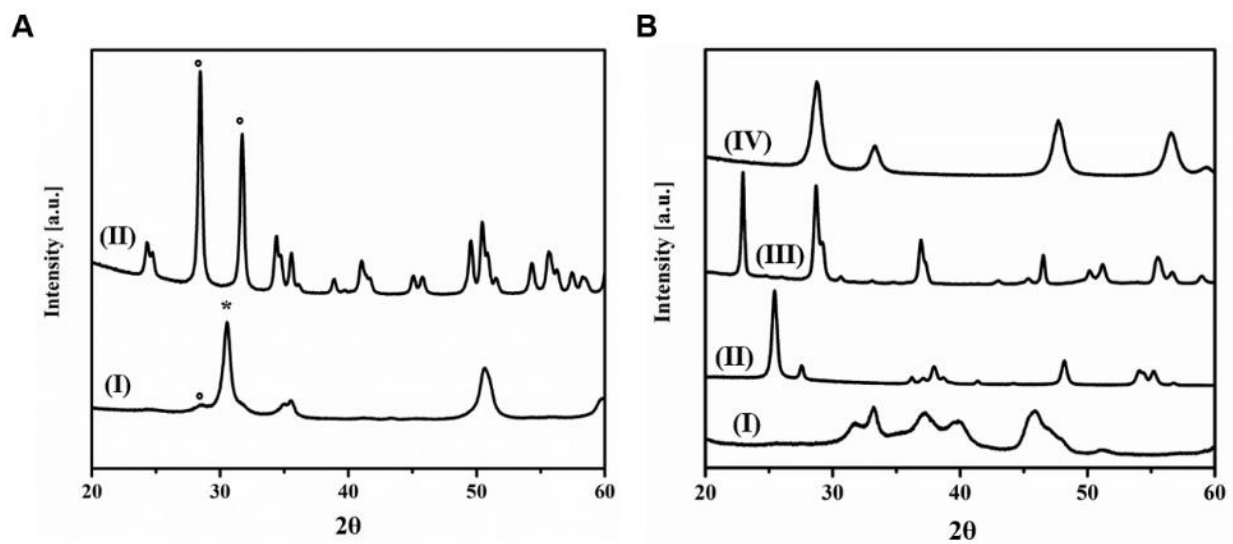 A
B
Intensity [a.u.]
(II)
*
(I)
20
30
40
50
60
2θ
Intensity [a.u.]
(IV)
(III)
(II)
(I)
20
30
40
50
60
2θ